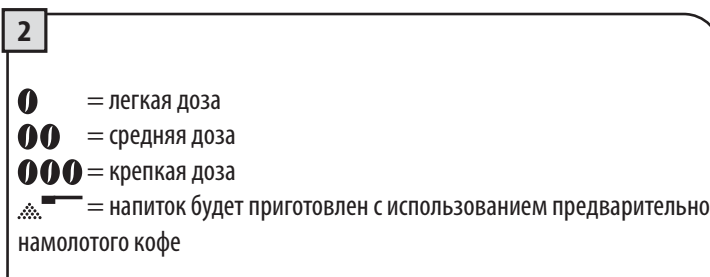 2
= легкая доза
= средняя доза
= крепкая доза
= напиток будет приготовлен с использованием предварительно
намолотого кофе